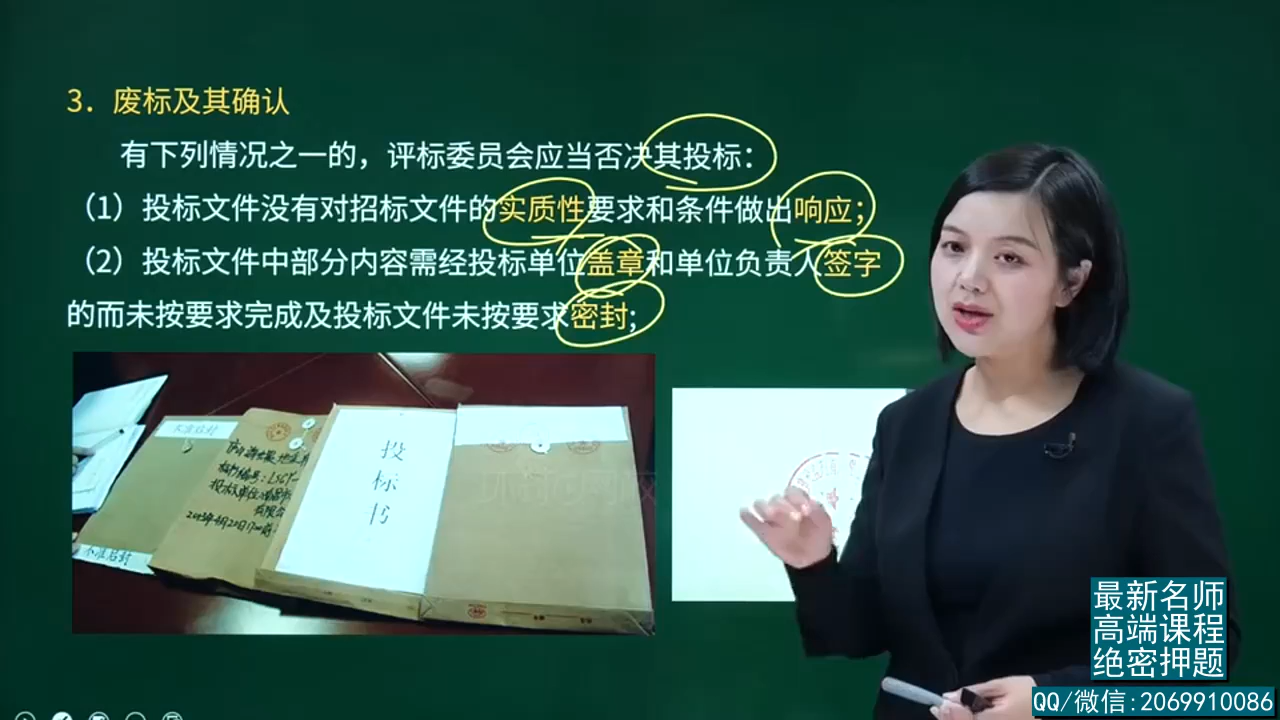 3．废标及其确认
有下列情况之一的，评标委员会应当否决其投标：
（1）投标文件没有对招标文件的实质性要求和条件做出响应；
（2）投标文件中部分内容需经投标单位盖章和单位负责人签字
的而未按要求完成及投标文件未按要求密封;
投
标
书
最新名师
高端课程
绝密押题
QQ/微信:2069910086